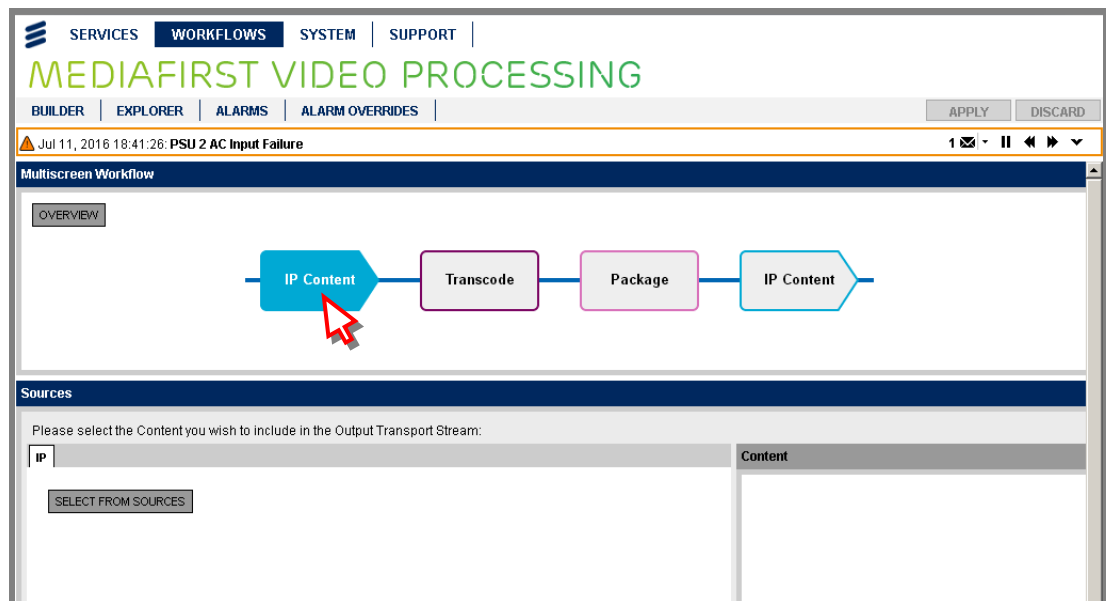 SERVICES WORKFLOWS SYSTEM SUPPORT
MEDIAFIRST VIDEO PROCESSING
BUILDER EXPLORER ALARMS ALARM OVERRIDES APPLY DISCARD
Jul 11, 2016 18:41:26: PSU 2 AC Input Failure 1
Multiscreen Workflow
OVERVIEW
IP Content Transcode Package IP Content
Sources
Please select the Content you wish to include in the Output Transport Stream:
IP Content
SELECT FROM SOURCES